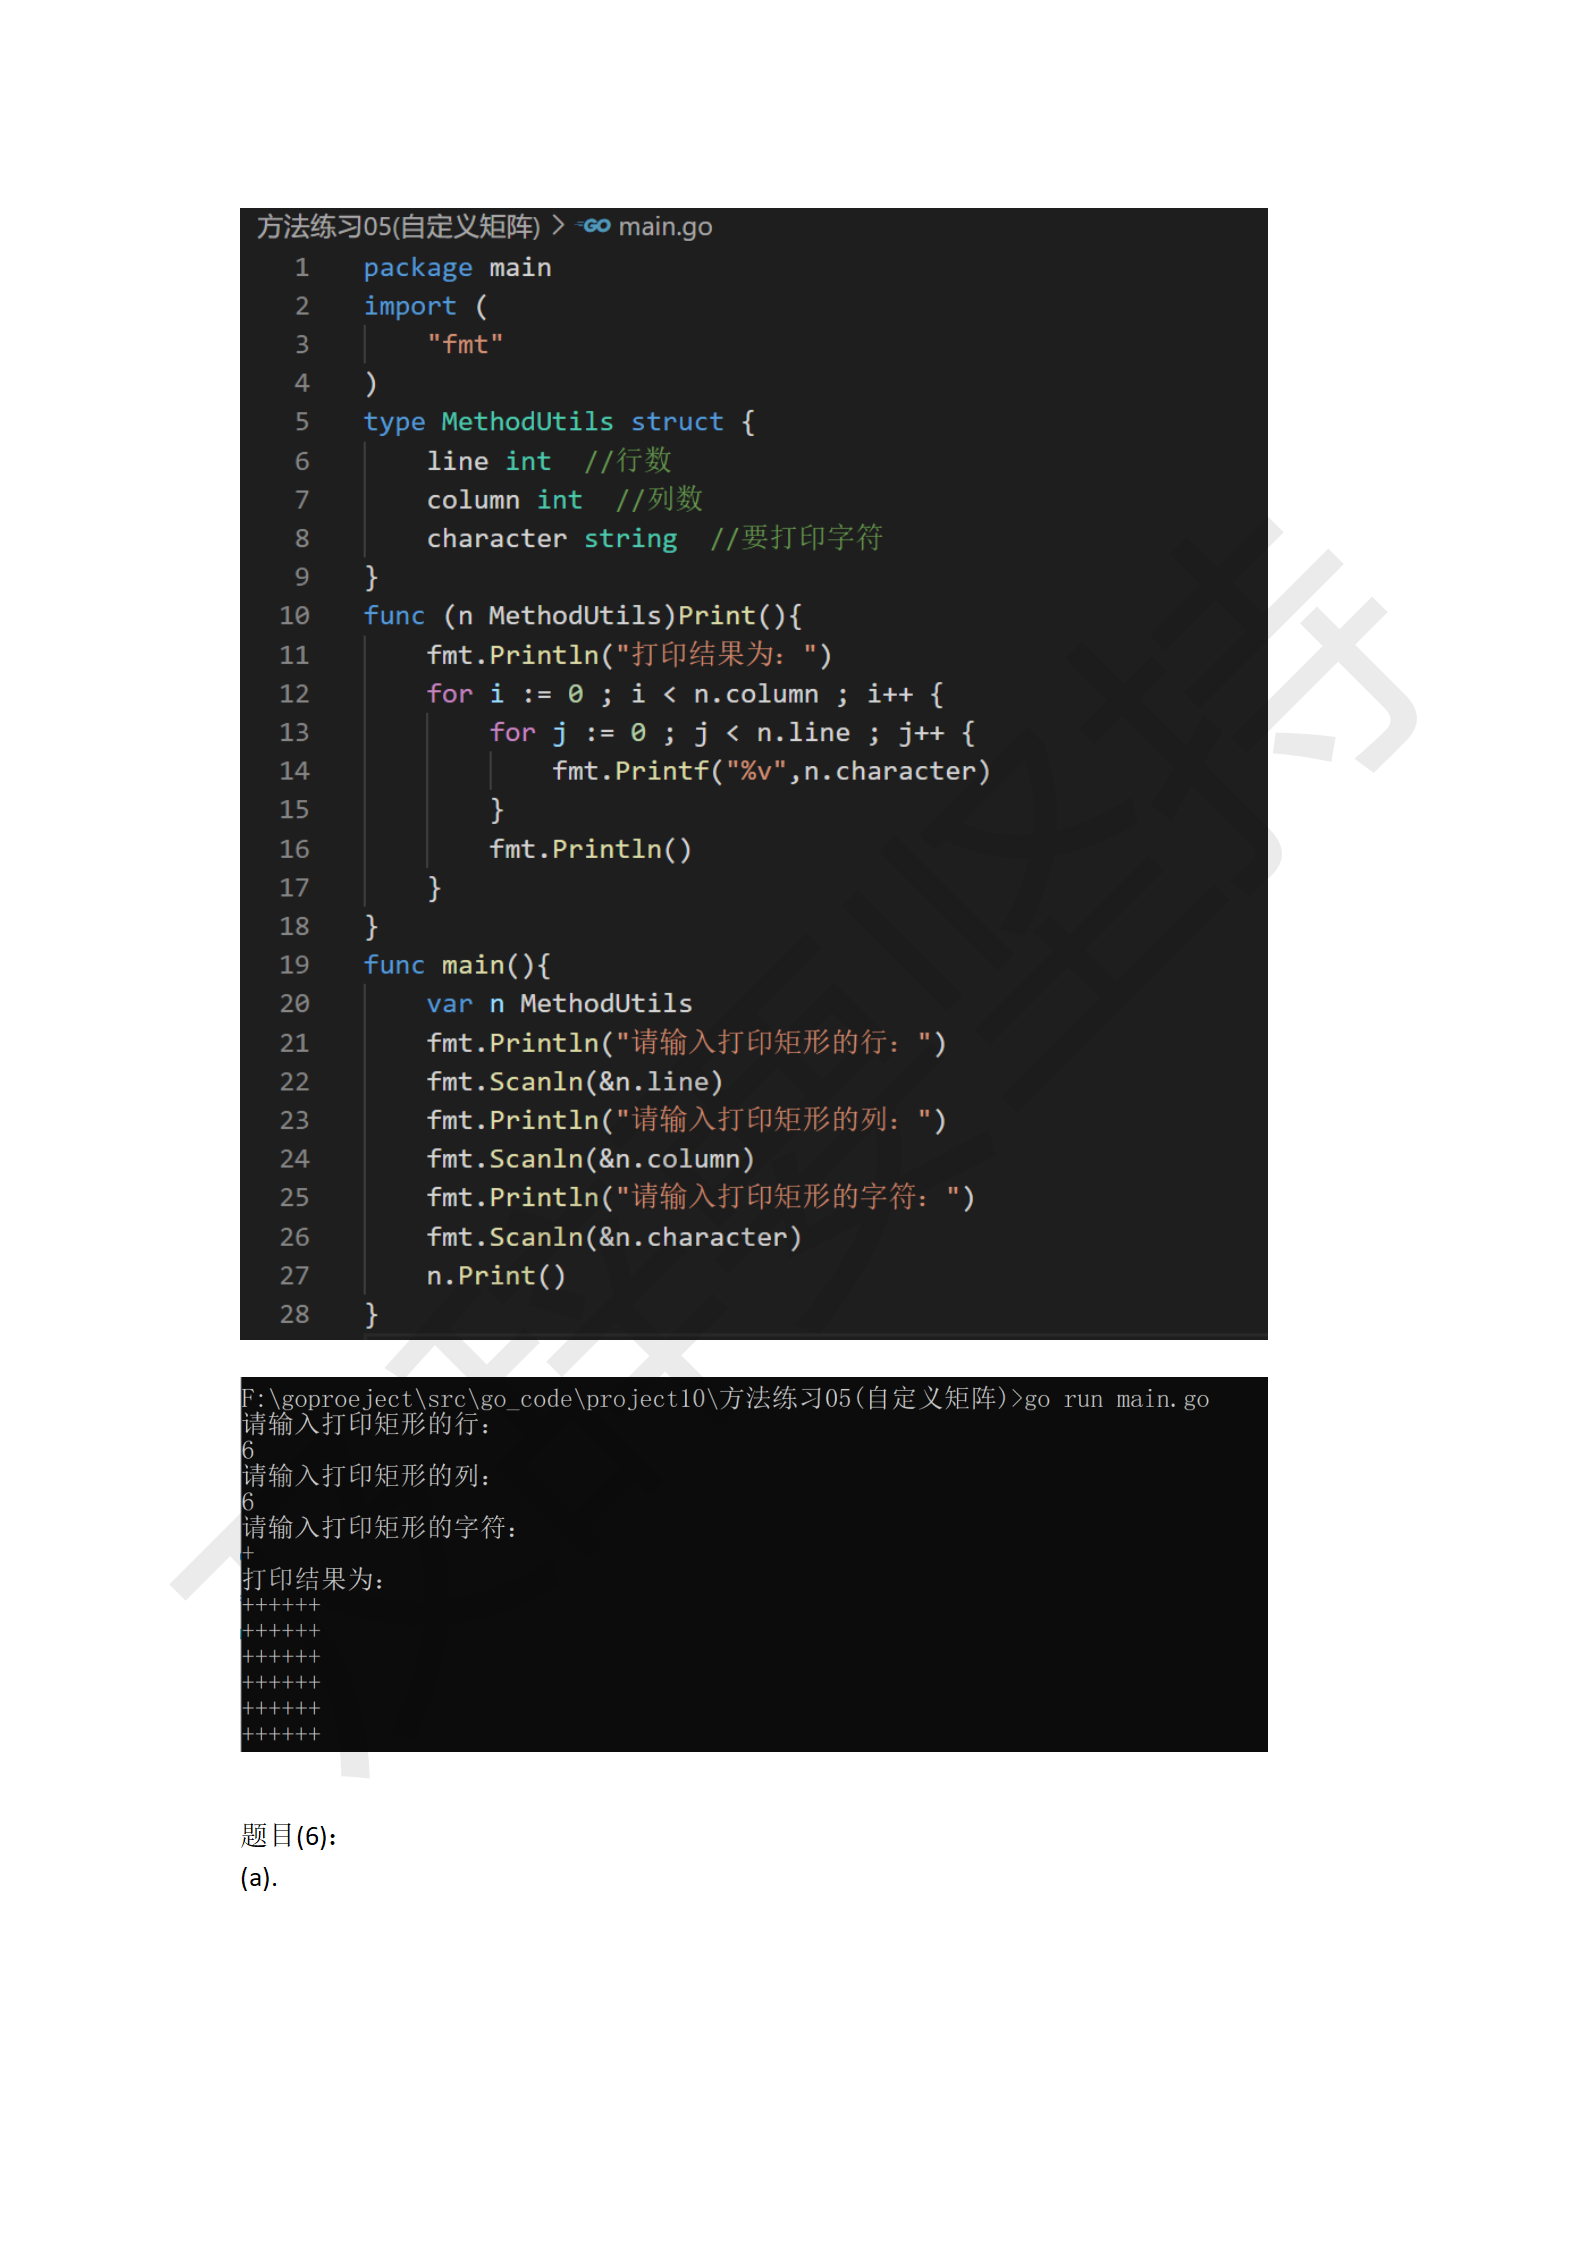 方法练习05(自定义矩阵) > GO main.go
1 package main
2 import (
3 "fmt"
4 )
5 type MethodUtils struct {
6 line int //行数
7 column int //列数
8 character string //要打印字符
9 }
10 func (n MethodUtils)Print(){
11 fmt.Println("打印结果为：")
12 for i := 0 ; i < n.column ; i++ {
13 for j := 0 ; j < n.line ; j++ {
14 fmt.Printf("%v",n.character)
15 }
16 fmt.Println()
17 }
18 }
19 func main(){
20 var n MethodUtils
21 fmt.Println("请输入打印矩形的行：")
22 fmt.Scanln(&n.line)
23 fmt.Println("请输入打印矩形的列：")
24 fmt.Scanln(&n.column)
25 fmt.Println("请输入打印矩形的字符：")
26 fmt.Scanln(&n.character)
27 n.Print()
28 }
F:\goproeject\src\go_code\project10\方法练习05(自定义矩阵)>go run main.go
请输入打印矩形的行：
6
请输入打印矩形的列：
6
请输入打印矩形的字符：
+
打印结果为：
++++++
++++++
++++++
++++++
++++++
++++++
题目(6)：
(a).